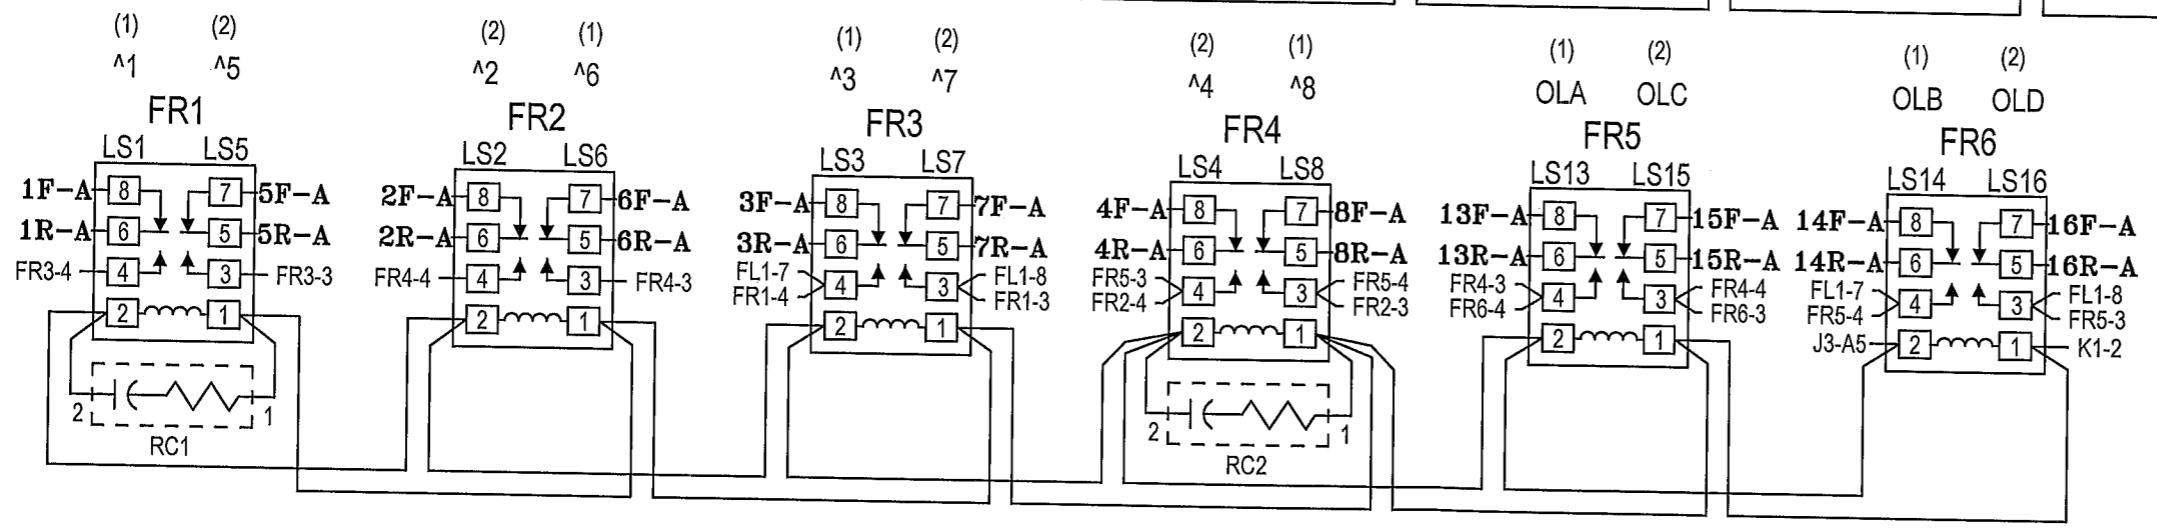 (1) (2)
^1 ^5
FR1
LS1 LS5
1F-A 8 7 5F-A
1R-A 6 5 5R-A
FR3-4 4 3 FR3-3
2 1
2 1
RC1
(2) (1)
^2 ^6
FR2
LS2 LS6
2F-A 8 7 6F-A
2R-A 6 5 6R-A
FR4-4 4 3 FR4-3
2 1
(1) (2)
^3 ^7
FR3
LS3 LS7
3F-A 8 7 7F-A
3R-A 6 5 7R-A
FL1-7 4 3 FL1-8
FR1-4 FR1-3
2 1
(2) (1)
^4 ^8
FR4
LS4 LS8
4F-A 8 7 8F-A
4R-A 6 5 8R-A
FR5-3 4 3 FR5-4
FR2-4 FR2-3
2 1
2 1
RC2
(1) (2)
OLA OLC
FR5
LS13 LS15
13F-A 8 7 15F-A
13R-A 6 5 15R-A
FR4-3 4 3 FR4-4
FR6-4 FR6-3
2 1
(1) (2)
OLB OLD
FR6
LS14 LS16
14F-A 8 7 16F-A
14R-A 6 5 16R-A
FL1-7 4 3 FL1-8
FR5-4 FR5-3
J3-A5 2 1 K1-2